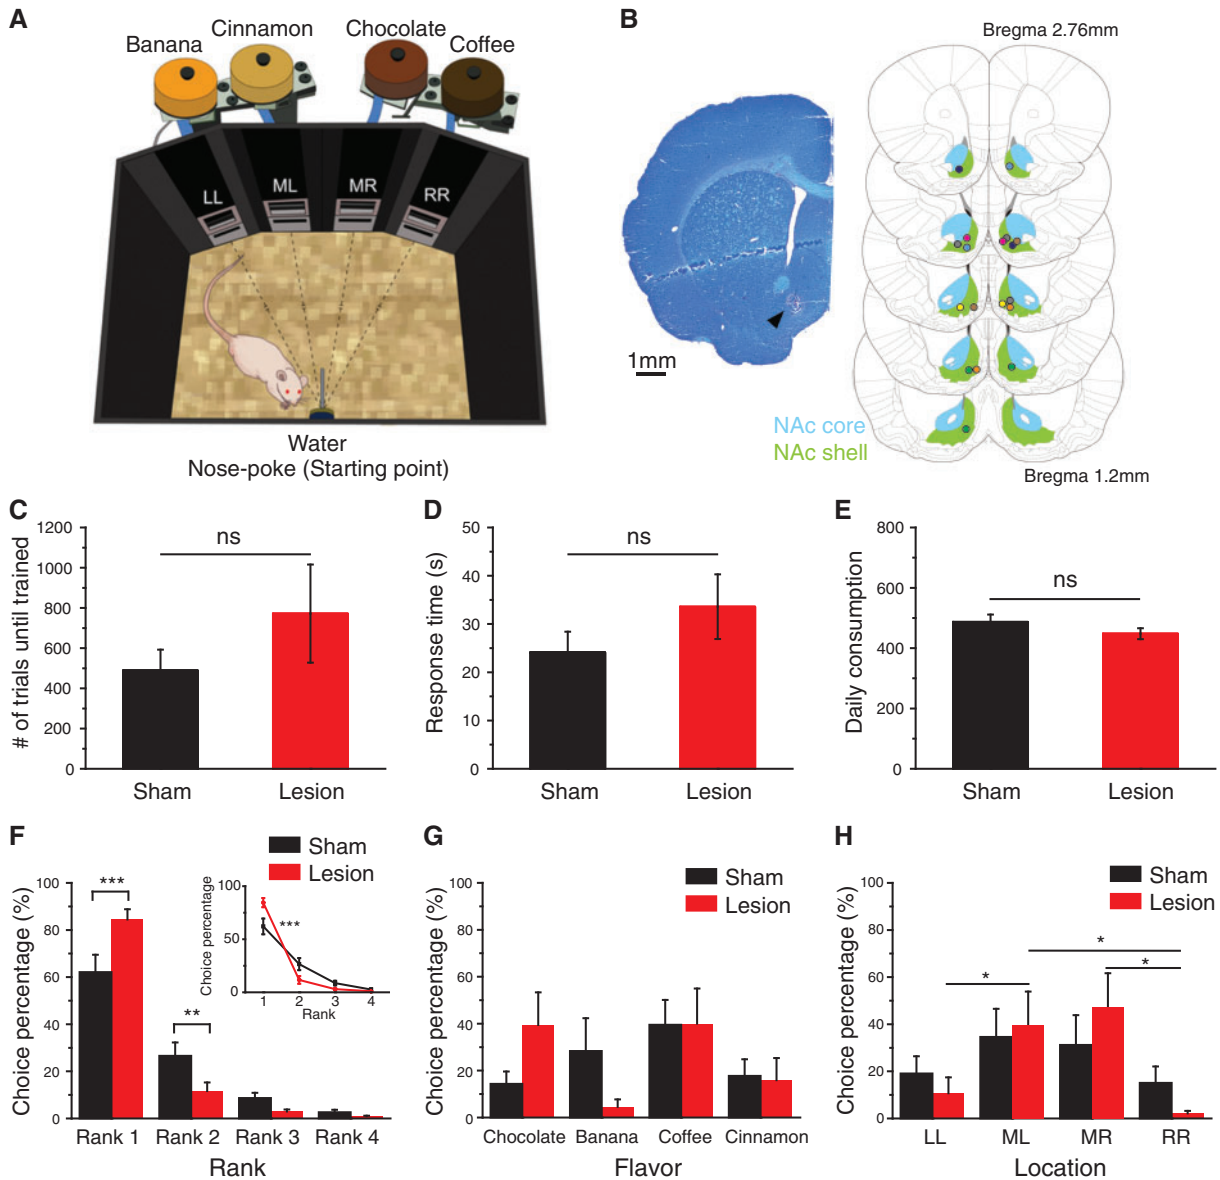 A
Banana
Cinnamon
Chocolate
Coffee
LL
ML
MR
RR
Water
Nose-poke (Starting point)
B
Bregma 2.76mm
1mm
NAc core
NAc shell
Bregma 1.2mm
C
# of trials until trained
1200
1000
800
600
400
200
0
ns
Sham
Lesion
D
Response time (s)
50
40
30
20
10
0
ns
Sham
Lesion
E
Daily consumption
800
600
400
200
0
ns
Sham
Lesion
F
Sham
Lesion
Choice percentage (%)
100
80
60
40
20
0
***
**
Choice percentage
100
50
0
***
1 2 3 4
Rank
Rank 1 Rank 2 Rank 3 Rank 4
Rank
G
Sham
Lesion
Choice percentage (%)
100
80
60
40
20
0
Chocolate Banana Coffee Cinnamon
Flavor
H
Sham
Lesion
Choice percentage (%)
100
80
60
40
20
0
*
*
*
LL ML MR RR
Location